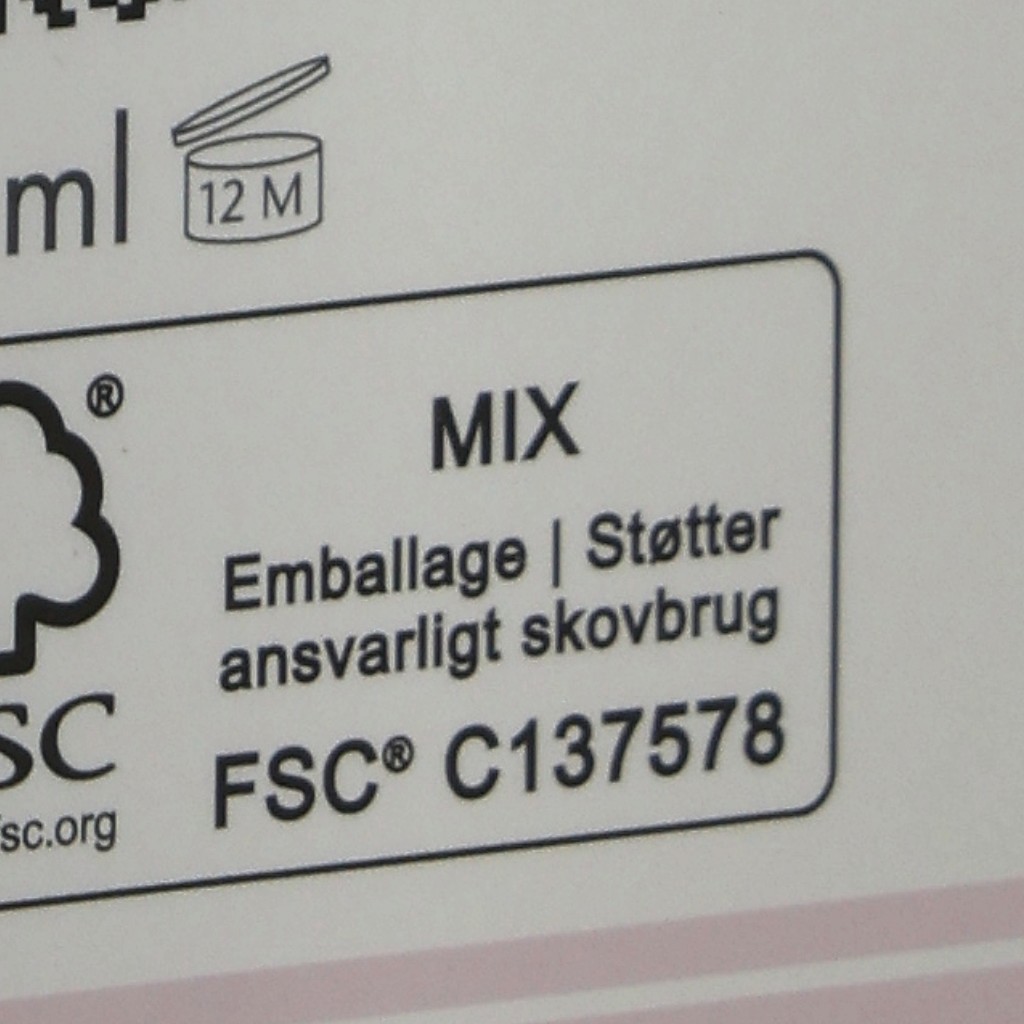 ml
12 M
®
MIX
Emballage | Støtter
ansvarligt skovbrug
FSC® C137578
SC
sc.org